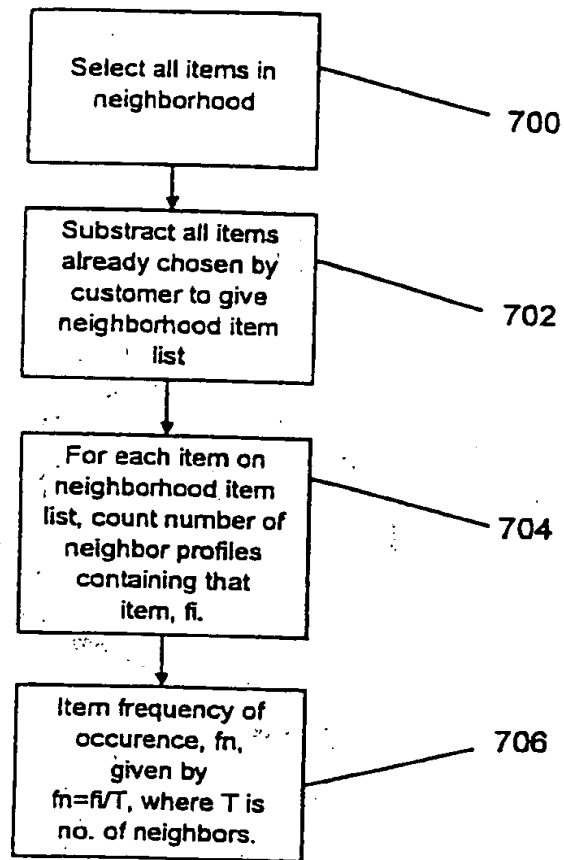 Select all items in
neighborhood
700
Substract all items
already chosen by
customer to give
neighborhood item
list
702
For each item on
neighborhood item
list, count number of
neighbor profiles
containing that
item, fi.
704
Item frequency of
occurence, fn,
given by
fn=fi/T, where T is
no. of neighbors.
706